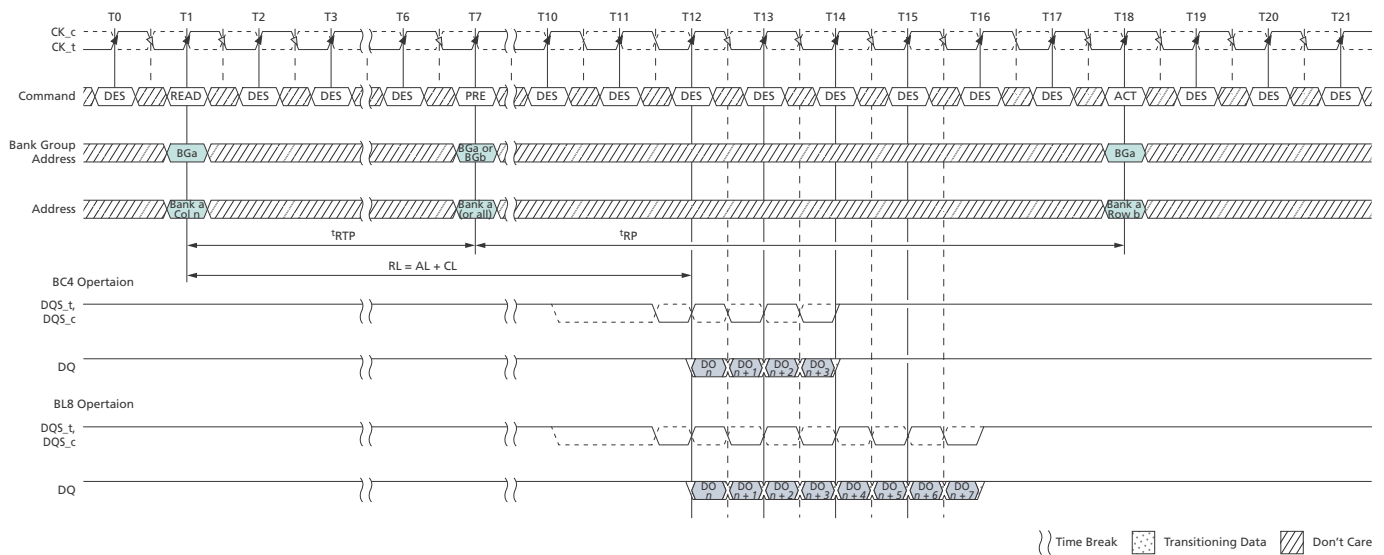 T0 T1 T2 T3 T6 T7 T10 T11 T12 T13 T14 T15 T16 T17 T18 T19 T20 T21
CK_c
CK_t
Command DES READ DES DES DES PRE DES DES DES DES DES DES DES DES ACT DES DES DES
Bank Group
Address
BGa
BGa or
BGb
BGa
Address
Bank a
Col n
Bank a
(or all)
Bank a
Row b
tRTP tRP
RL = AL + CL
BC4 Opertaion
DQS_t,
DQS_c
DQ
DO
n
DO
n + 1
DO
n + 2
DO
n + 3
BL8 Opertaion
DQS_t,
DQS_c
DQ
DO
n
DO
n + 1
DO
n + 2
DO
n + 3
DO
n + 4
DO
n + 5
DO
n + 6
DO
n + 7
Time Break Transitioning Data Don't Care